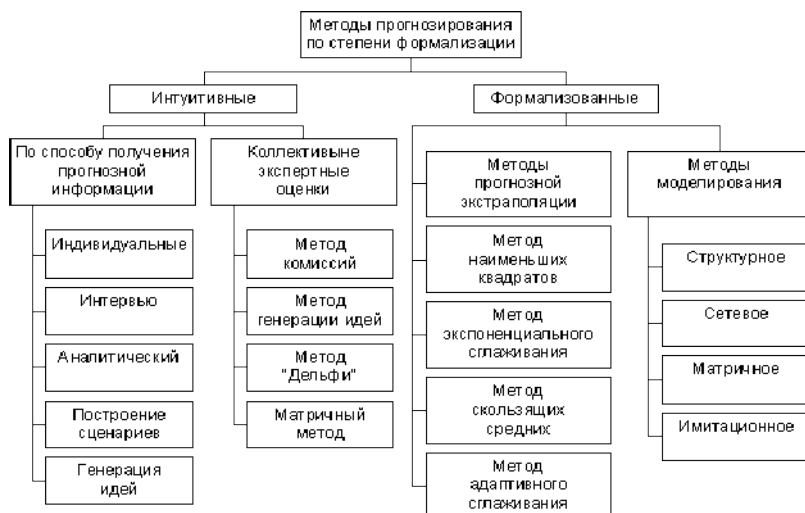 Методы прогнозирования
по степени формализации
Интуитивные
Формализованные
По способу получения
прогнозной
информации
Коллективыне
экспертные
оценки
Методы
прогнозной
экстраполяции
Методы
моделирования
Индивидуальные
Интервью
Аналитический
Построение
сценариев
Генерация
идей
Метод
комиссий
Метод
генерации идей
Метод
"Дельфи"
Матричный
метод
Метод
наименьших
квадратов
Метод
экспоненциального
сглаживания
Метод
скользящих
средних
Метод
адаптивного
сглаживания
Структурное
Сетевое
Матричное
Имитационное